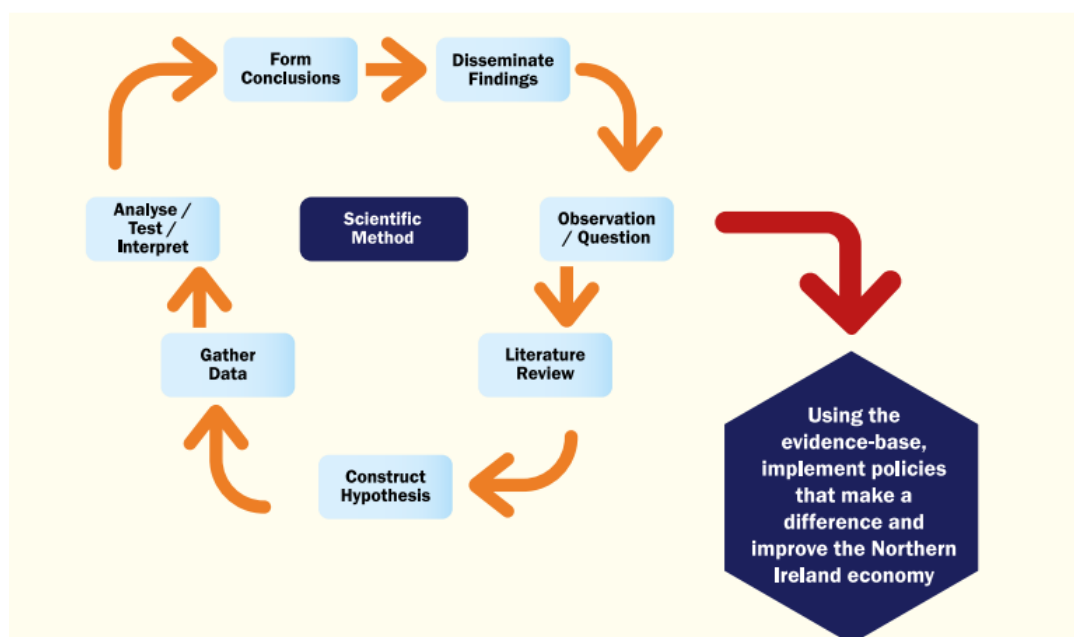 Form
Conclusions
Disseminate
Findings
Analyse /
Test /
Interpret
Scientific
Method
Observation
/ Question
Gather
Data
Literature
Review
Construct
Hypothesis
Using the
evidence-base,
implement policies
that make a
difference and
improve the Northern
Ireland economy